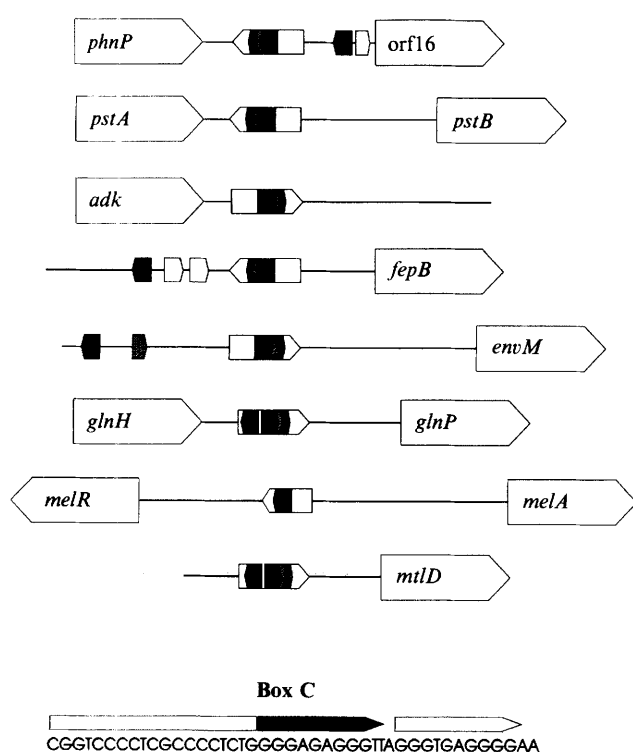 phnP orf16
pstA pstB
adk
fepB
envM
glnH glnP
melR melA
mtlD
Box C
CGGTCCCCTCGCCCCTCTGGGGAGAGGGTTAGGGTGAGGGGAA